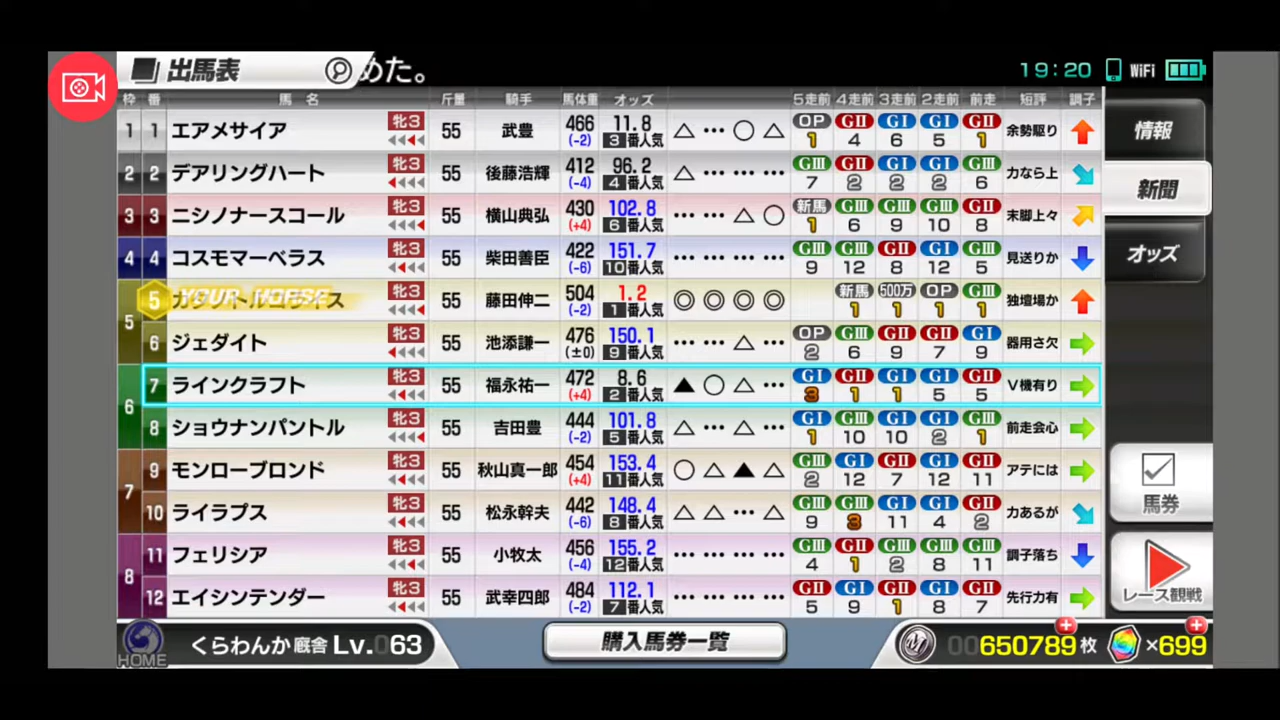 出馬表 めた。 19:20 WiFi
枠 番 馬名 斤量 騎手 馬体重 オッズ 5走前 4走前 3走前 2走前 前走 短評 調子
1 1 エアメサイア 牝3 55 武豊 466 (-2) 11.8 3番人気 △ … ○ △ OP 1 GII 4 GI 6 GI 5 GII 1 余勢駆り
2 2 デアリングハート 牝3 55 後藤浩輝 412 (-4) 96.2 4番人気 △ … … … GIII 7 GII 2 GI 2 GI 2 GIII 6 力なら上
3 3 ニシノナースコール 牝3 55 横山典弘 430 (+4) 102.8 6番人気 … … △ ○ 新馬 1 GIII 6 GIII 9 GI 10 GII 8 末脚上々
4 4 コスモマーベラス 牝3 55 柴田善臣 422 (-6) 151.7 10番人気 … … … … GIII 9 GIII 12 GII 8 GI 12 GIII 5 見送りか
5 5 YOUR HORSE 牝3 55 藤田伸二 504 (-2) 1.2 1番人気 ◎ ◎ ◎ ◎ 新馬 1 500万 1 OP 1 GIII 1 独壇場か
6 ジェダイト 牝3 55 池添謙一 476 (±0) 150.1 9番人気 … … △ … OP 2 GIII 6 GII 9 GII 7 GI 9 器用さ欠
6 7 ラインクラフト 牝3 55 福永祐一 472 (+4) 8.6 2番人気 ▲ ○ △ … GI 3 GII 1 GI 1 GI 5 GII 5 V機有り
8 ショウナンパントル 牝3 55 吉田豊 444 (-2) 101.8 5番人気 △ … △ … GI 1 GII 10 GI 10 GI 2 GII 1 前走会心
7 9 モンローブロンド 牝3 55 秋山真一郎 454 (+4) 153.4 11番人気 ○ △ ▲ △ GIII 2 GIII 12 GII 7 GI 12 GII 11 アテには
10 ライラプス 牝3 55 松永幹夫 442 (-6) 148.4 8番人気 △ △ … △ GIII 9 GIII 3 GI 11 GI 4 GII 2 力あるが
8 11 フェリシア 牝3 55 小牧太 456 (-4) 155.2 12番人気 … … … … GIII 4 GII 1 GIII 2 GIII 8 GIII 11 調子落ち
12 エイシンテンダー 牝3 55 武幸四郎 484 (-2) 112.1 7番人気 … … … … GII 5 GI 9 GII 1 GI 8 GII 7 先行力有
情報
新聞
オッズ
馬券
レース観戦
HOME くらわんか 厩舎 Lv.063 購入馬券一覧 M 00650789枚 ×699